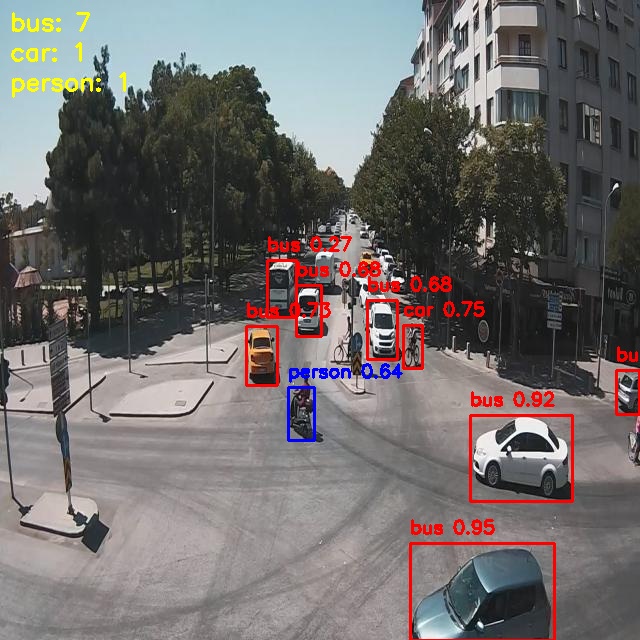 bus: 7
car: 1
person: 1
bus 0.27
bus 0.68
bus 0.68
bus 0.73
car 0.75
person 0.64
bu
bus 0.92
bus 0.95